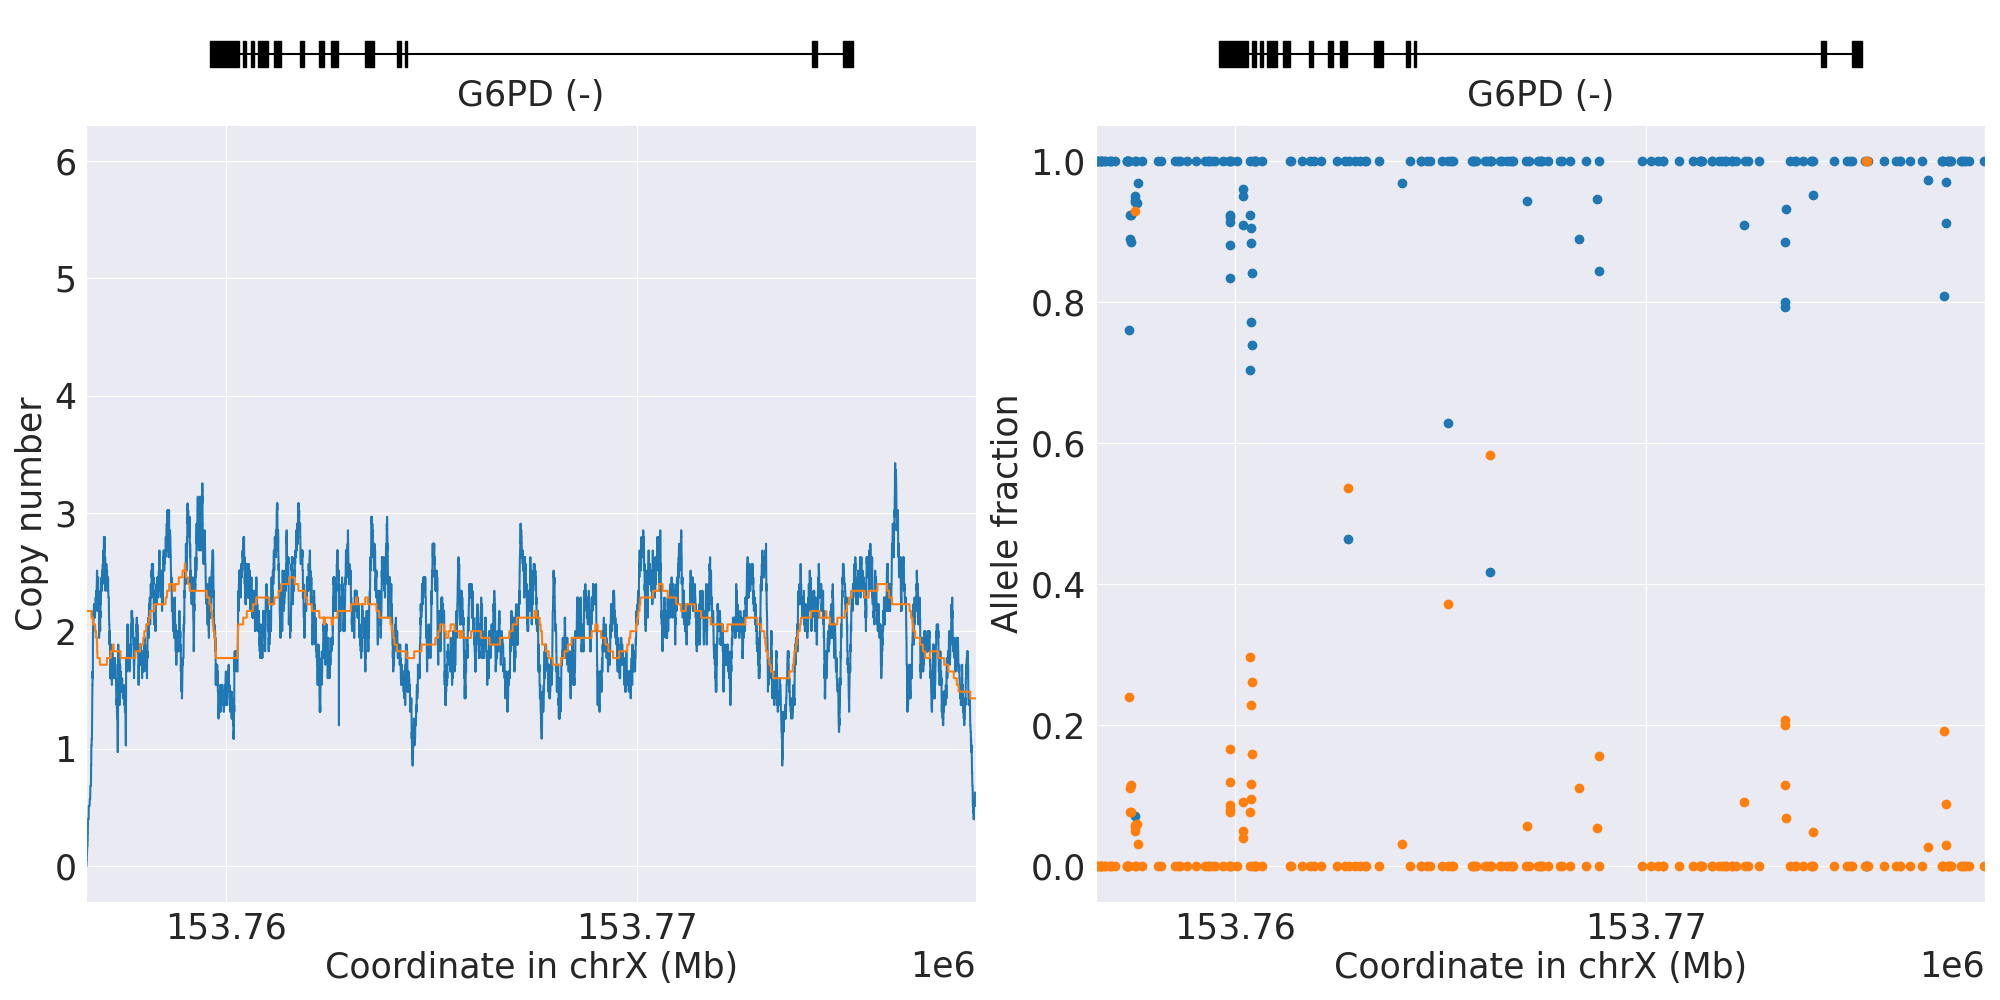 G6PD (-)
6
5
4
3
2
1
0
Copy number
153.76
153.77
Coordinate in chrX (Mb)
1e6
G6PD (-)
1.0
0.8
0.6
0.4
0.2
0.0
Allele fraction
153.76
153.77
Coordinate in chrX (Mb)
1e6